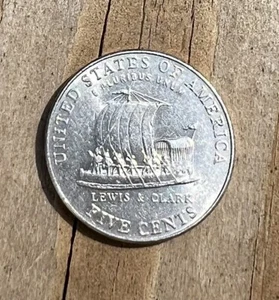 UNITED STATES OF AMERICA
E PLURIBUS UNUM
LEWIS & CLARK
FIVE CENTS